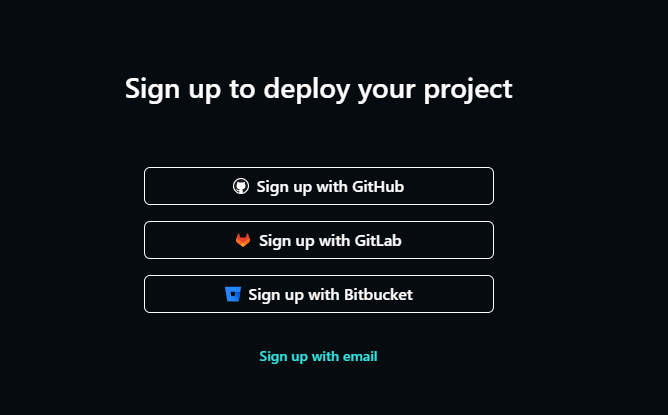 Sign up to deploy your project
Sign up with GitHub
Sign up with GitLab
Sign up with Bitbucket
Sign up with email